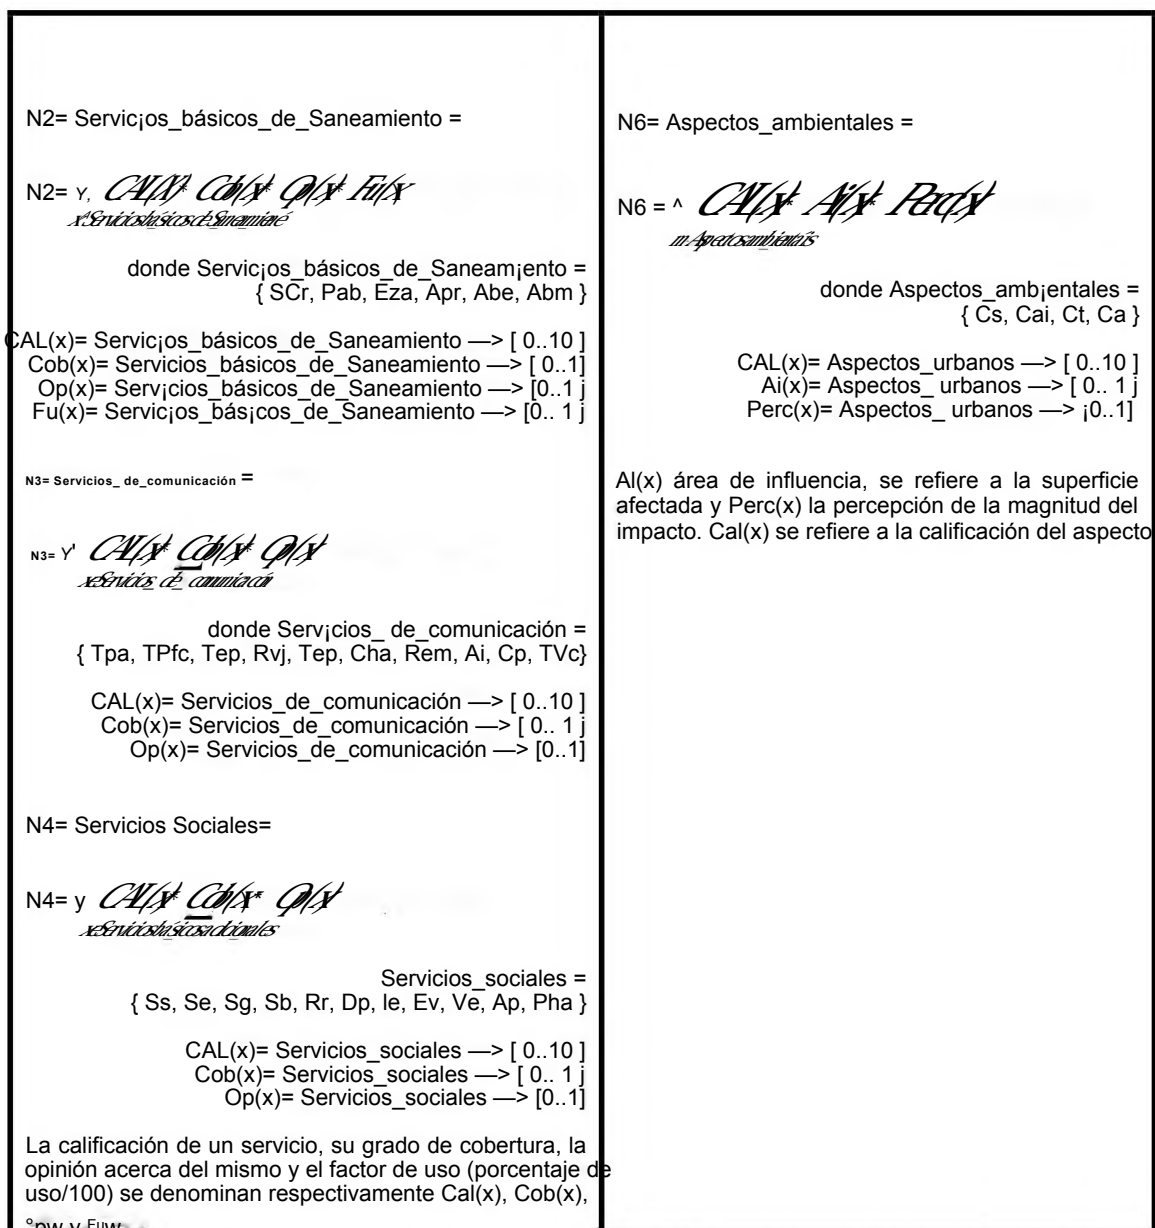 N2= Servic¡os_básicos_de_Saneamiento =
N2= Y, CAL(X)* Cob(x)* Op(x)* Fu(x
donde Servic¡os_básicos_de_Saneam¡ento =
{ SCr, Pab, Eza, Apr, Abe, Abm }
CAL(x)= Servic¡os_básicos_de_Saneamiento —> [ 0..10 ]
Cob(x)= Servicios_básicos_de_Saneamiento —> [ 0..1]
Op(x)= Serv¡cios_básicos_de_Saneamiento —> [0..1 j
Fu(x)= Servic¡os_bás¡cos_de_Saneamiento —> [0.. 1 j
N3= Servicios_ de_comunicación =
N3= Y' CAL(x)* Cob(x)* Op(x)
xeServicios_ de_ comunicación
donde Serv¡cios_ de_comunicación =
{ Tpa, TPfc, Tep, Rvj, Tep, Cha, Rem, Ai, Cp, TVc}
CAL(x)= Servicios_de_comunicación —> [ 0..10 ]
Cob(x)= Servicios_de_comunicación —> [ 0.. 1 j
Op(x)= Servicios_de_comunicación —> [0..1]
N4= Servicios Sociales=
N4= y CAL(x)* Cob(x)* Op(x)
xeServiciosbásicosadicionales
Servicios_sociales =
{ Ss, Se, Sg, Sb, Rr, Dp, le, Ev, Ve, Ap, Pha }
CAL(x)= Servicios_sociales —> [ 0..10 ]
Cob(x)= Servicios_sociales —> [ 0.. 1 j
Op(x)= Servicios_sociales —> [0..1]
La calificación de un servicio, su grado de cobertura, la
opinión acerca del mismo y el factor de uso (porcentaje de
uso/100) se denominan respectivamente Cal(x), Cob(x),
N6= Aspectos_ambientales =
N6 = ^ CAL(x)* Ai(x)* Perc(x)
donde Aspectos_amb¡entales =
{ Cs, Cai, Ct, Ca }
CAL(x)= Aspectos_urbanos —> [ 0..10 ]
Ai(x)= Aspectos_ urbanos —> [ 0.. 1 j
Perc(x)= Aspectos_ urbanos —> ¡0..1]
Al(x) área de influencia, se refiere a la superficie
afectada y Perc(x) la percepción de la magnitud del
impacto. Cal(x) se refiere a la calificación del aspecto